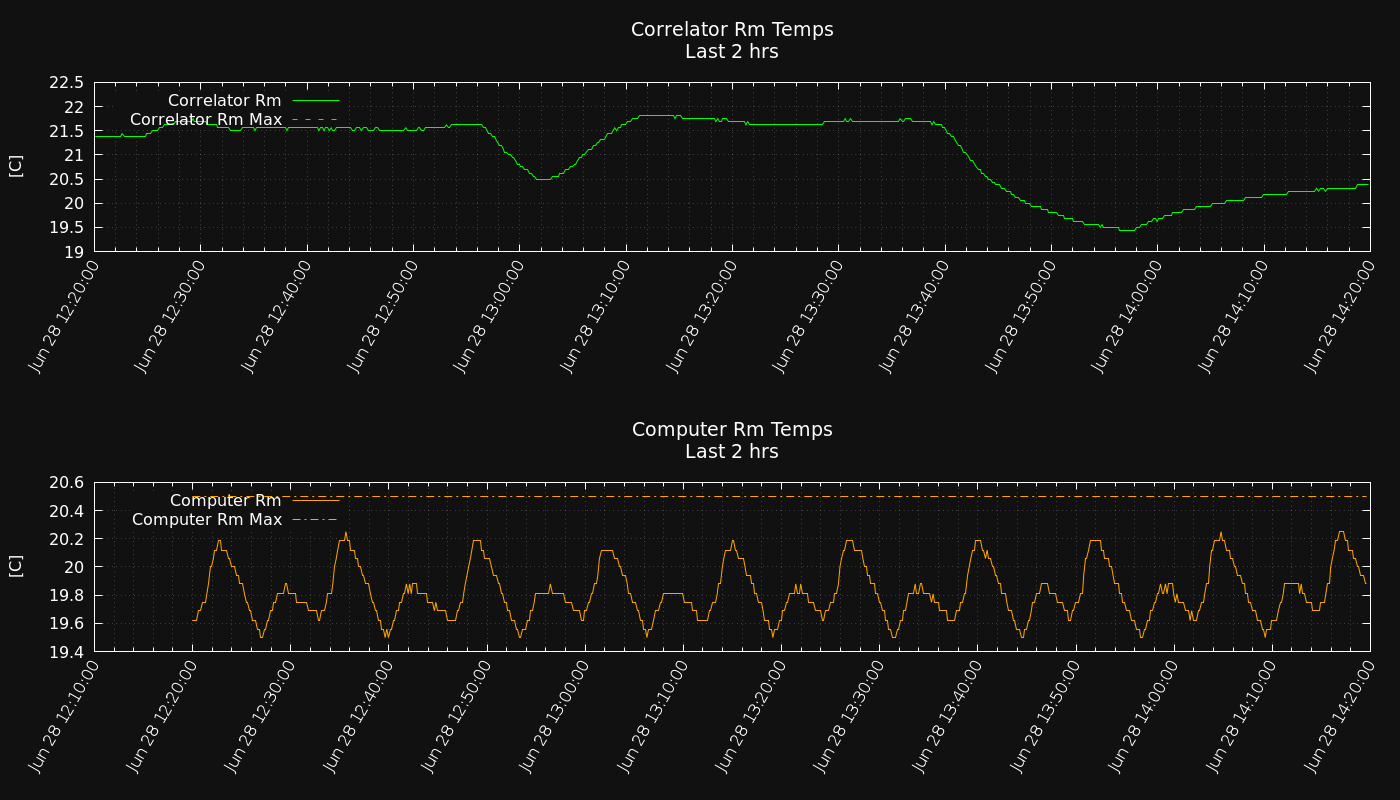 Correlator Rm Temps
Last 2 hrs
22.5
22
21.5
21
20.5
20
19.5
19
[C]
Correlator Rm
Correlator Rm Max
Jun 28 12:20:00
Jun 28 12:30:00
Jun 28 12:40:00
Jun 28 12:50:00
Jun 28 13:00:00
Jun 28 13:10:00
Jun 28 13:20:00
Jun 28 13:30:00
Jun 28 13:40:00
Jun 28 13:50:00
Jun 28 14:00:00
Jun 28 14:10:00
Jun 28 14:20:00
Computer Rm Temps
Last 2 hrs
20.6
20.4
20.2
20
19.8
19.6
19.4
[C]
Computer Rm
Computer Rm Max
Jun 28 12:10:00
Jun 28 12:20:00
Jun 28 12:30:00
Jun 28 12:40:00
Jun 28 12:50:00
Jun 28 13:00:00
Jun 28 13:10:00
Jun 28 13:20:00
Jun 28 13:30:00
Jun 28 13:40:00
Jun 28 13:50:00
Jun 28 14:00:00
Jun 28 14:10:00
Jun 28 14:20:00